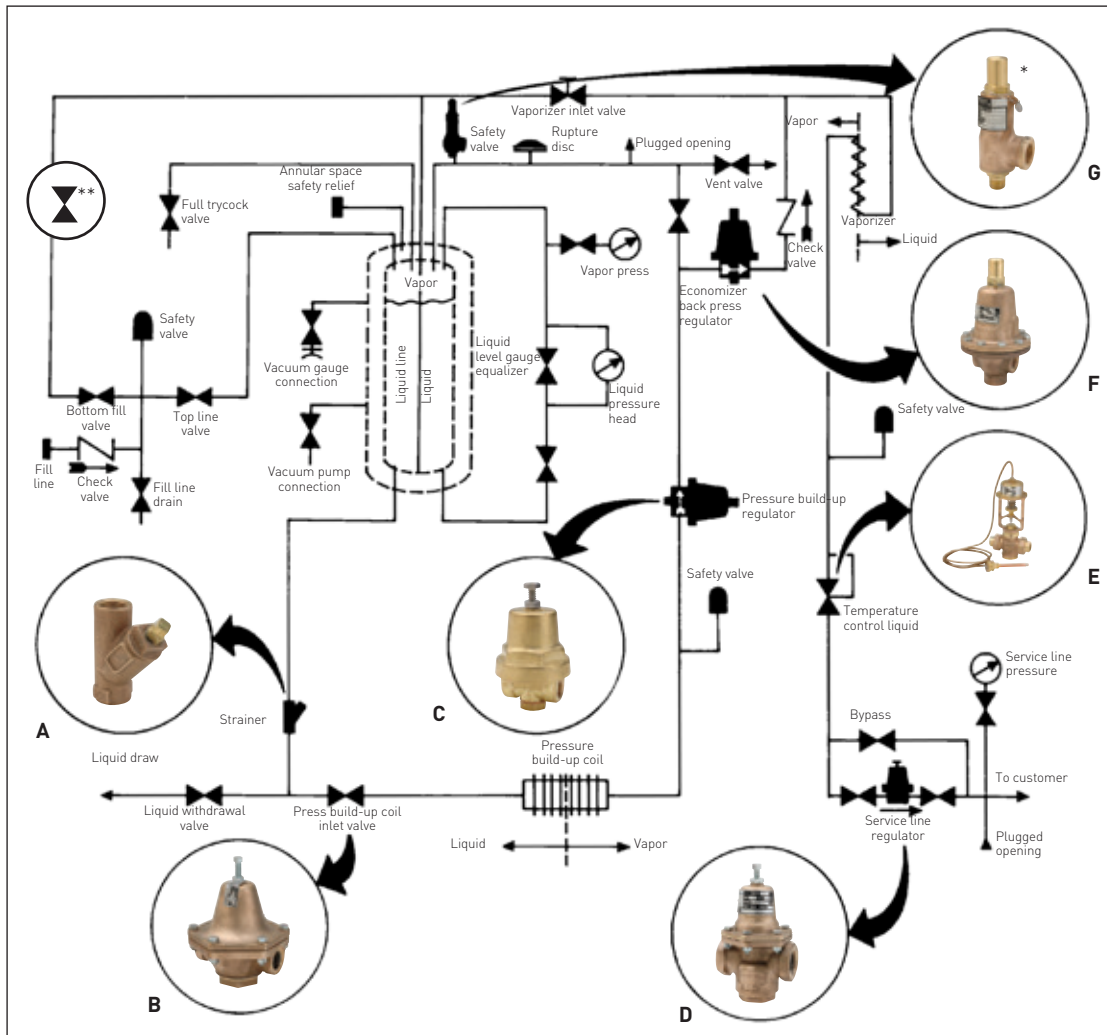 *
G
Vaporizer inlet valve
Safety
valve
Rupture
disc
Plugged opening
Vapor
Annular space
safety relief
Vent valve
**
Full trycock
valve
Vaporizer
Check
valve
Liquid
Vapor press
Vapor
Economizer
back press
regulator
Safety
valve
Liquid
level gauge
equalizer
Vacuum gauge
connection
Liquid line
Liquid
F
Liquid
pressure
head
Safety valve
Bottom fill
valve
Top line
valve
Fill
line
Check
valve
Fill line
drain
Vacuum pump
connection
Pressure build-up
regulator
Safety valve
E
Temperature
control liquid
Service line
pressure
A
Strainer
C
Bypass
Liquid draw
Pressure
build-up coil
To customer
Liquid withdrawal
valve
Press build-up coil
inlet valve
Service line
regulator
Liquid
Vapor
Plugged
opening
B
D